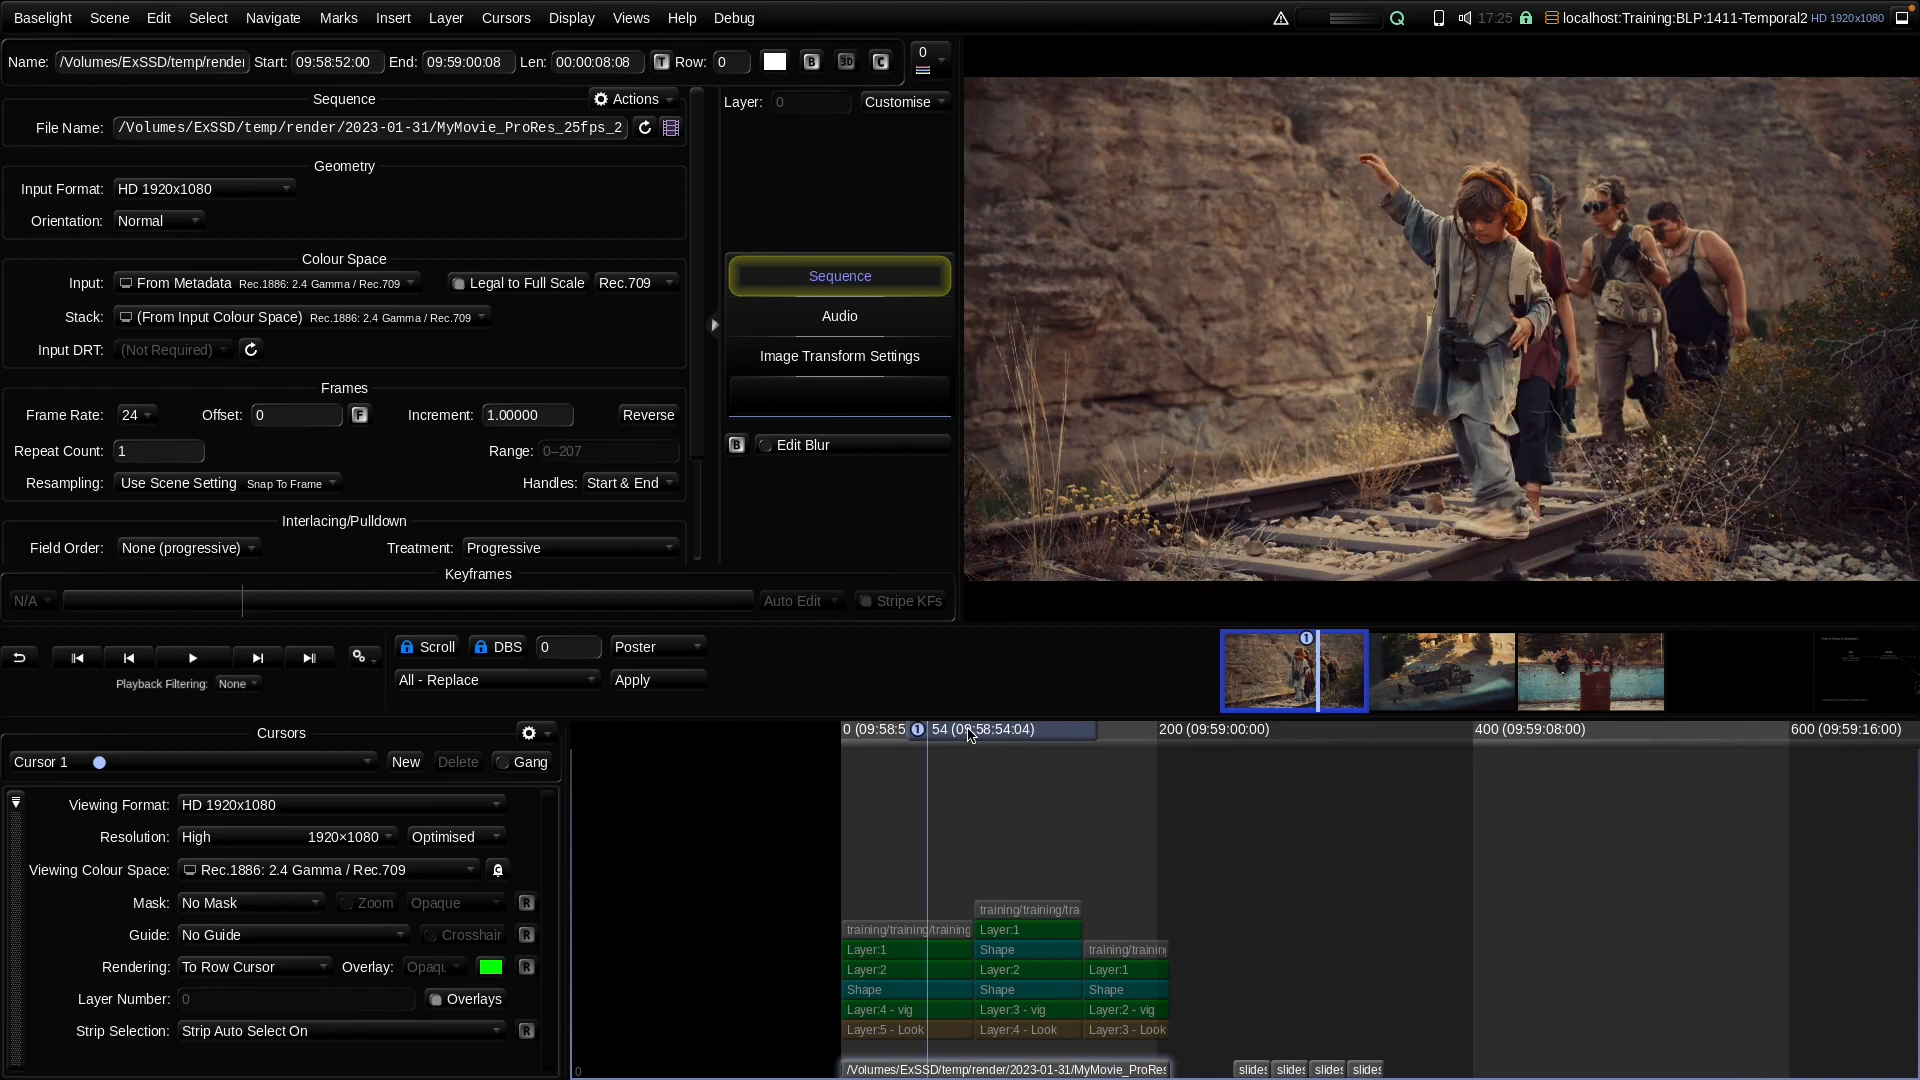 Baselight Scene Edit Select Navigate Marks Insert Layer Cursors Display Views Help Debug 17:25 localhost:Training:BLP:1411-Temporal2 HD 1920x1080
Name: /Volumes/ExSSD/temp/render Start: 09:58:52:00 End: 09:59:00:08 Len: 00:00:08:08 T Row: 0 B 3D C 0
Sequence Actions
Layer: 0 Customise
File Name: /Volumes/ExSSD/temp/render/2023-01-31/MyMovie_ProRes_25fps_2
Geometry
Input Format: HD 1920x1080
Orientation: Normal
Colour Space
Input: From Metadata Rec.1886: 2.4 Gamma / Rec.709 Legal to Full Scale Rec.709
Stack: (From Input Colour Space) Rec.1886: 2.4 Gamma / Rec.709
Input DRT: (Not Required)
Sequence
Audio
Image Transform Settings
Frames
Frame Rate: 24 Offset: 0 F Increment: 1.00000 Reverse
Repeat Count: 1 Range: 0–207
Resampling: Use Scene Setting Snap To Frame Handles: Start & End
B Edit Blur
Interlacing/Pulldown
Field Order: None (progressive) Treatment: Progressive
Keyframes
N/A Auto Edit Stripe KFs
Scroll DBS 0 Poster
Playback Filtering: None
All - Replace Apply
1
Cursors
Cursor 1 New Delete Gang
Viewing Format: HD 1920x1080
Resolution: High 1920×1080 Optimised
Viewing Colour Space: Rec.1886: 2.4 Gamma / Rec.709
Mask: No Mask Zoom Opaque R
Guide: No Guide Crosshair R
Rendering: To Row Cursor Overlay: Opaqu R
Layer Number: 0 Overlays
Strip Selection: Strip Auto Select On R
0 (09:58:5 1 54 (09:58:54:04) 200 (09:59:00:00) 400 (09:59:08:00) 600 (09:59:16:00)
training/training/tra
training/training/training Layer:1
Layer:1 Shape training/training
Layer:2 Layer:2 Layer:1
Shape Shape Shape
Layer:4 - vig Layer:3 - vig Layer:2 - vig
Layer:5 - Look Layer:4 - Look Layer:3 - Look
0 /Volumes/ExSSD/temp/render/2023-01-31/MyMovie_ProRes slides slides slides slides